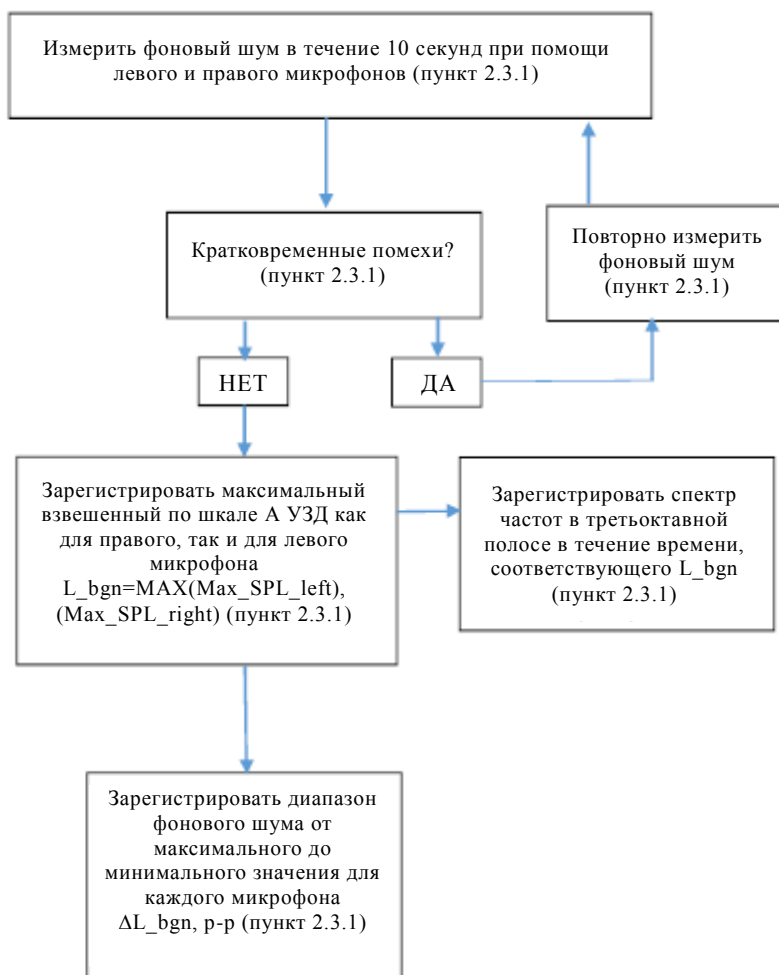 Измерить фоновый шум в течение 10 секунд при помощи
левого и правого микрофонов (пункт 2.3.1)
Кратковременные помехи?
(пункт 2.3.1)
Повторно измерить
фоновый шум
(пункт 2.3.1)
НЕТ
ДА
Зарегистрировать максимальный
взвешенный по шкале А УЗД как
для правого, так и для левого
микрофона
L_bgn=MAX(Max_SPL_left),
(Max_SPL_right) (пункт 2.3.1)
Зарегистрировать спектр
частот в третьоктавной
полосе в течение времени,
соответствующего L_bgn
(пункт 2.3.1)
Зарегистрировать диапазон
фонового шума от
максимального до
минимального значения для
каждого микрофона
ΔL_bgn, p-p (пункт 2.3.1)